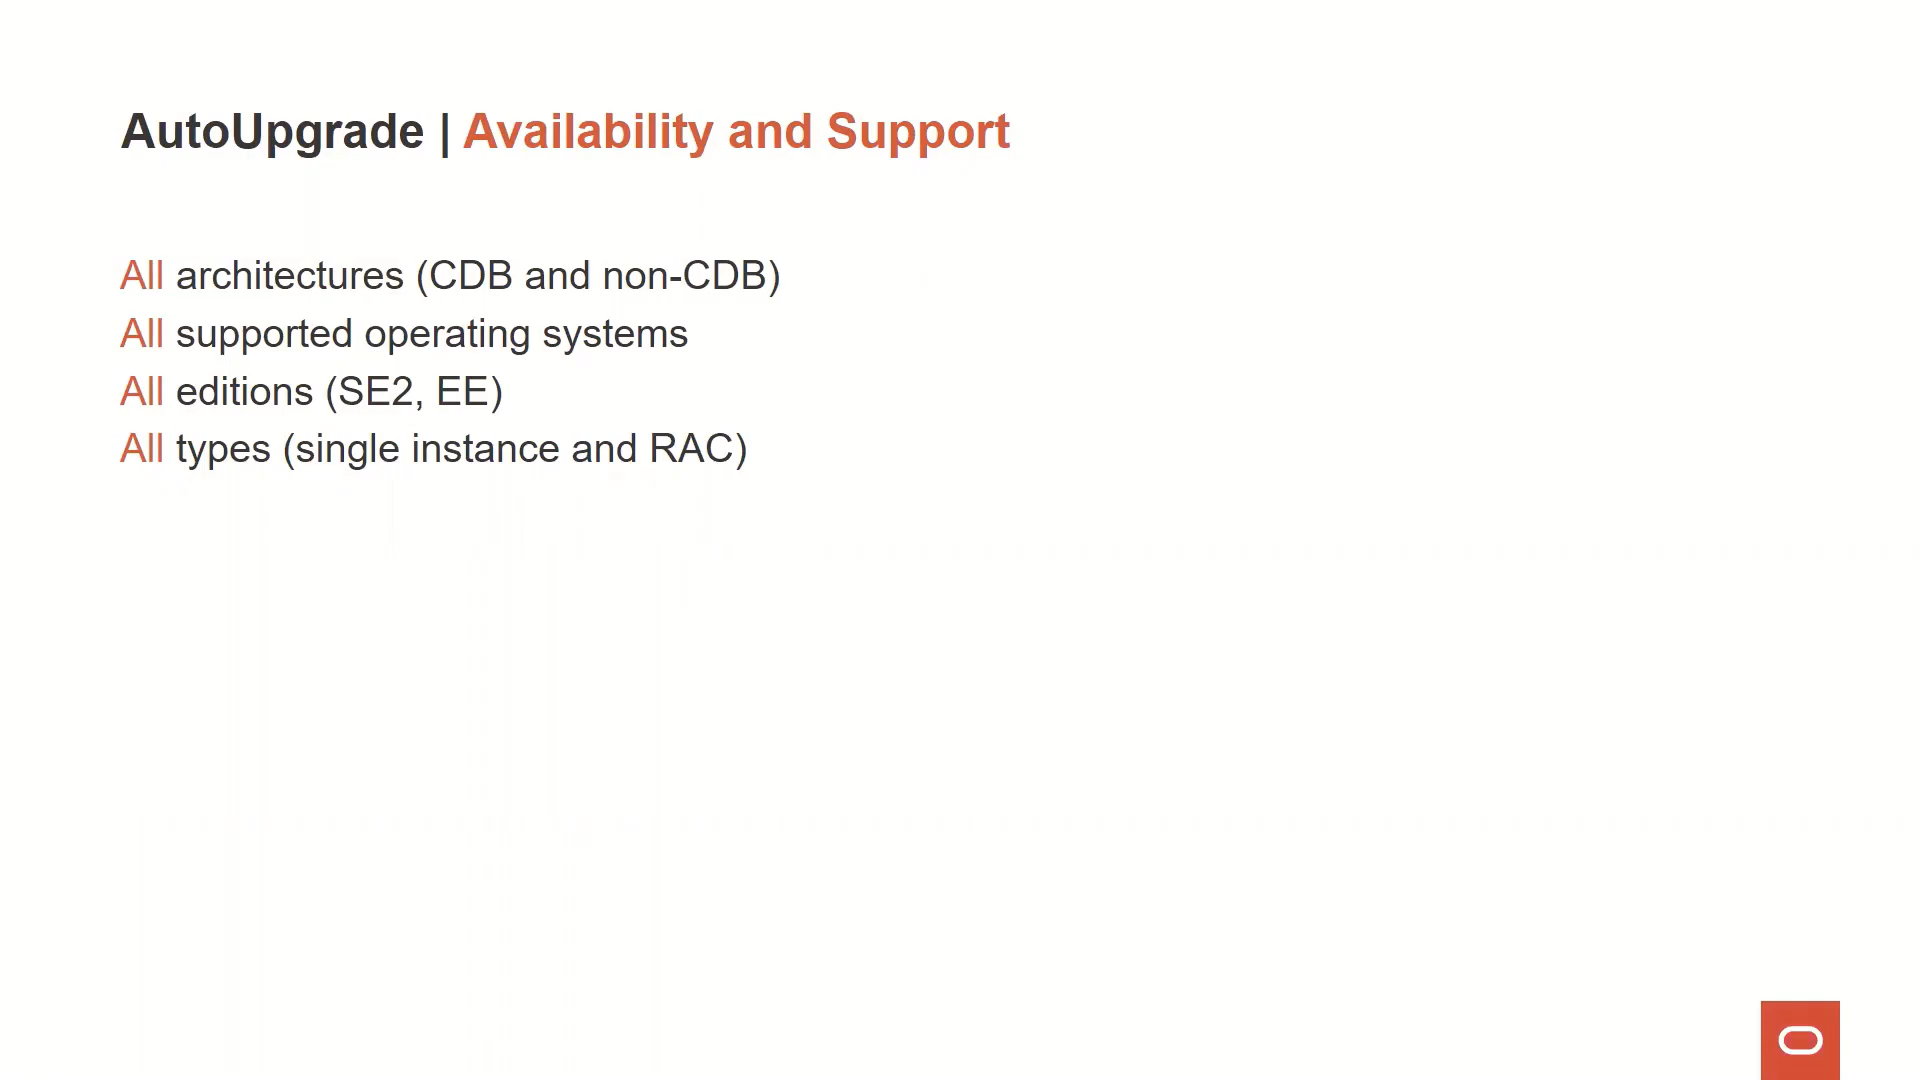 AutoUpgrade | Availability and Support
All architectures (CDB and non-CDB)
All supported operating systems
All editions (SE2, EE)
All types (single instance and RAC)